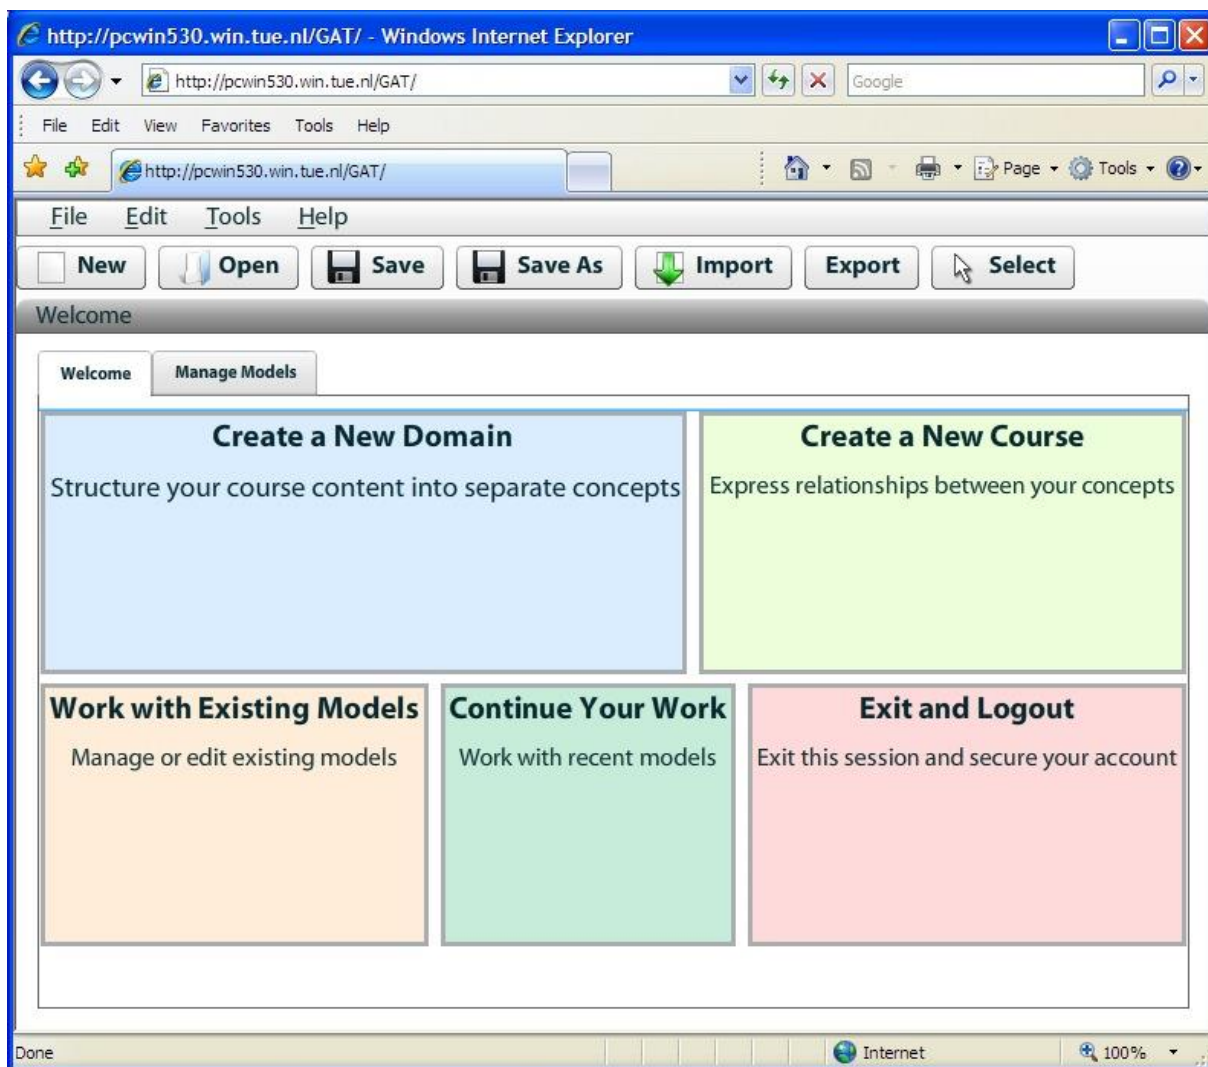 http://pcwin530.win.tue.nl/GAT/ - Windows Internet Explorer
http://pcwin530.win.tue.nl/GAT/ Google
File Edit View Favorites Tools Help
http://pcwin530.win.tue.nl/GAT/ Page Tools
File Edit Tools Help
New Open Save Save As Import Export Select
Welcome
Welcome Manage Models
Create a New Domain
Structure your course content into separate concepts
Create a New Course
Express relationships between your concepts
Work with Existing Models
Manage or edit existing models
Continue Your Work
Work with recent models
Exit and Logout
Exit this session and secure your account
Done Internet 100%